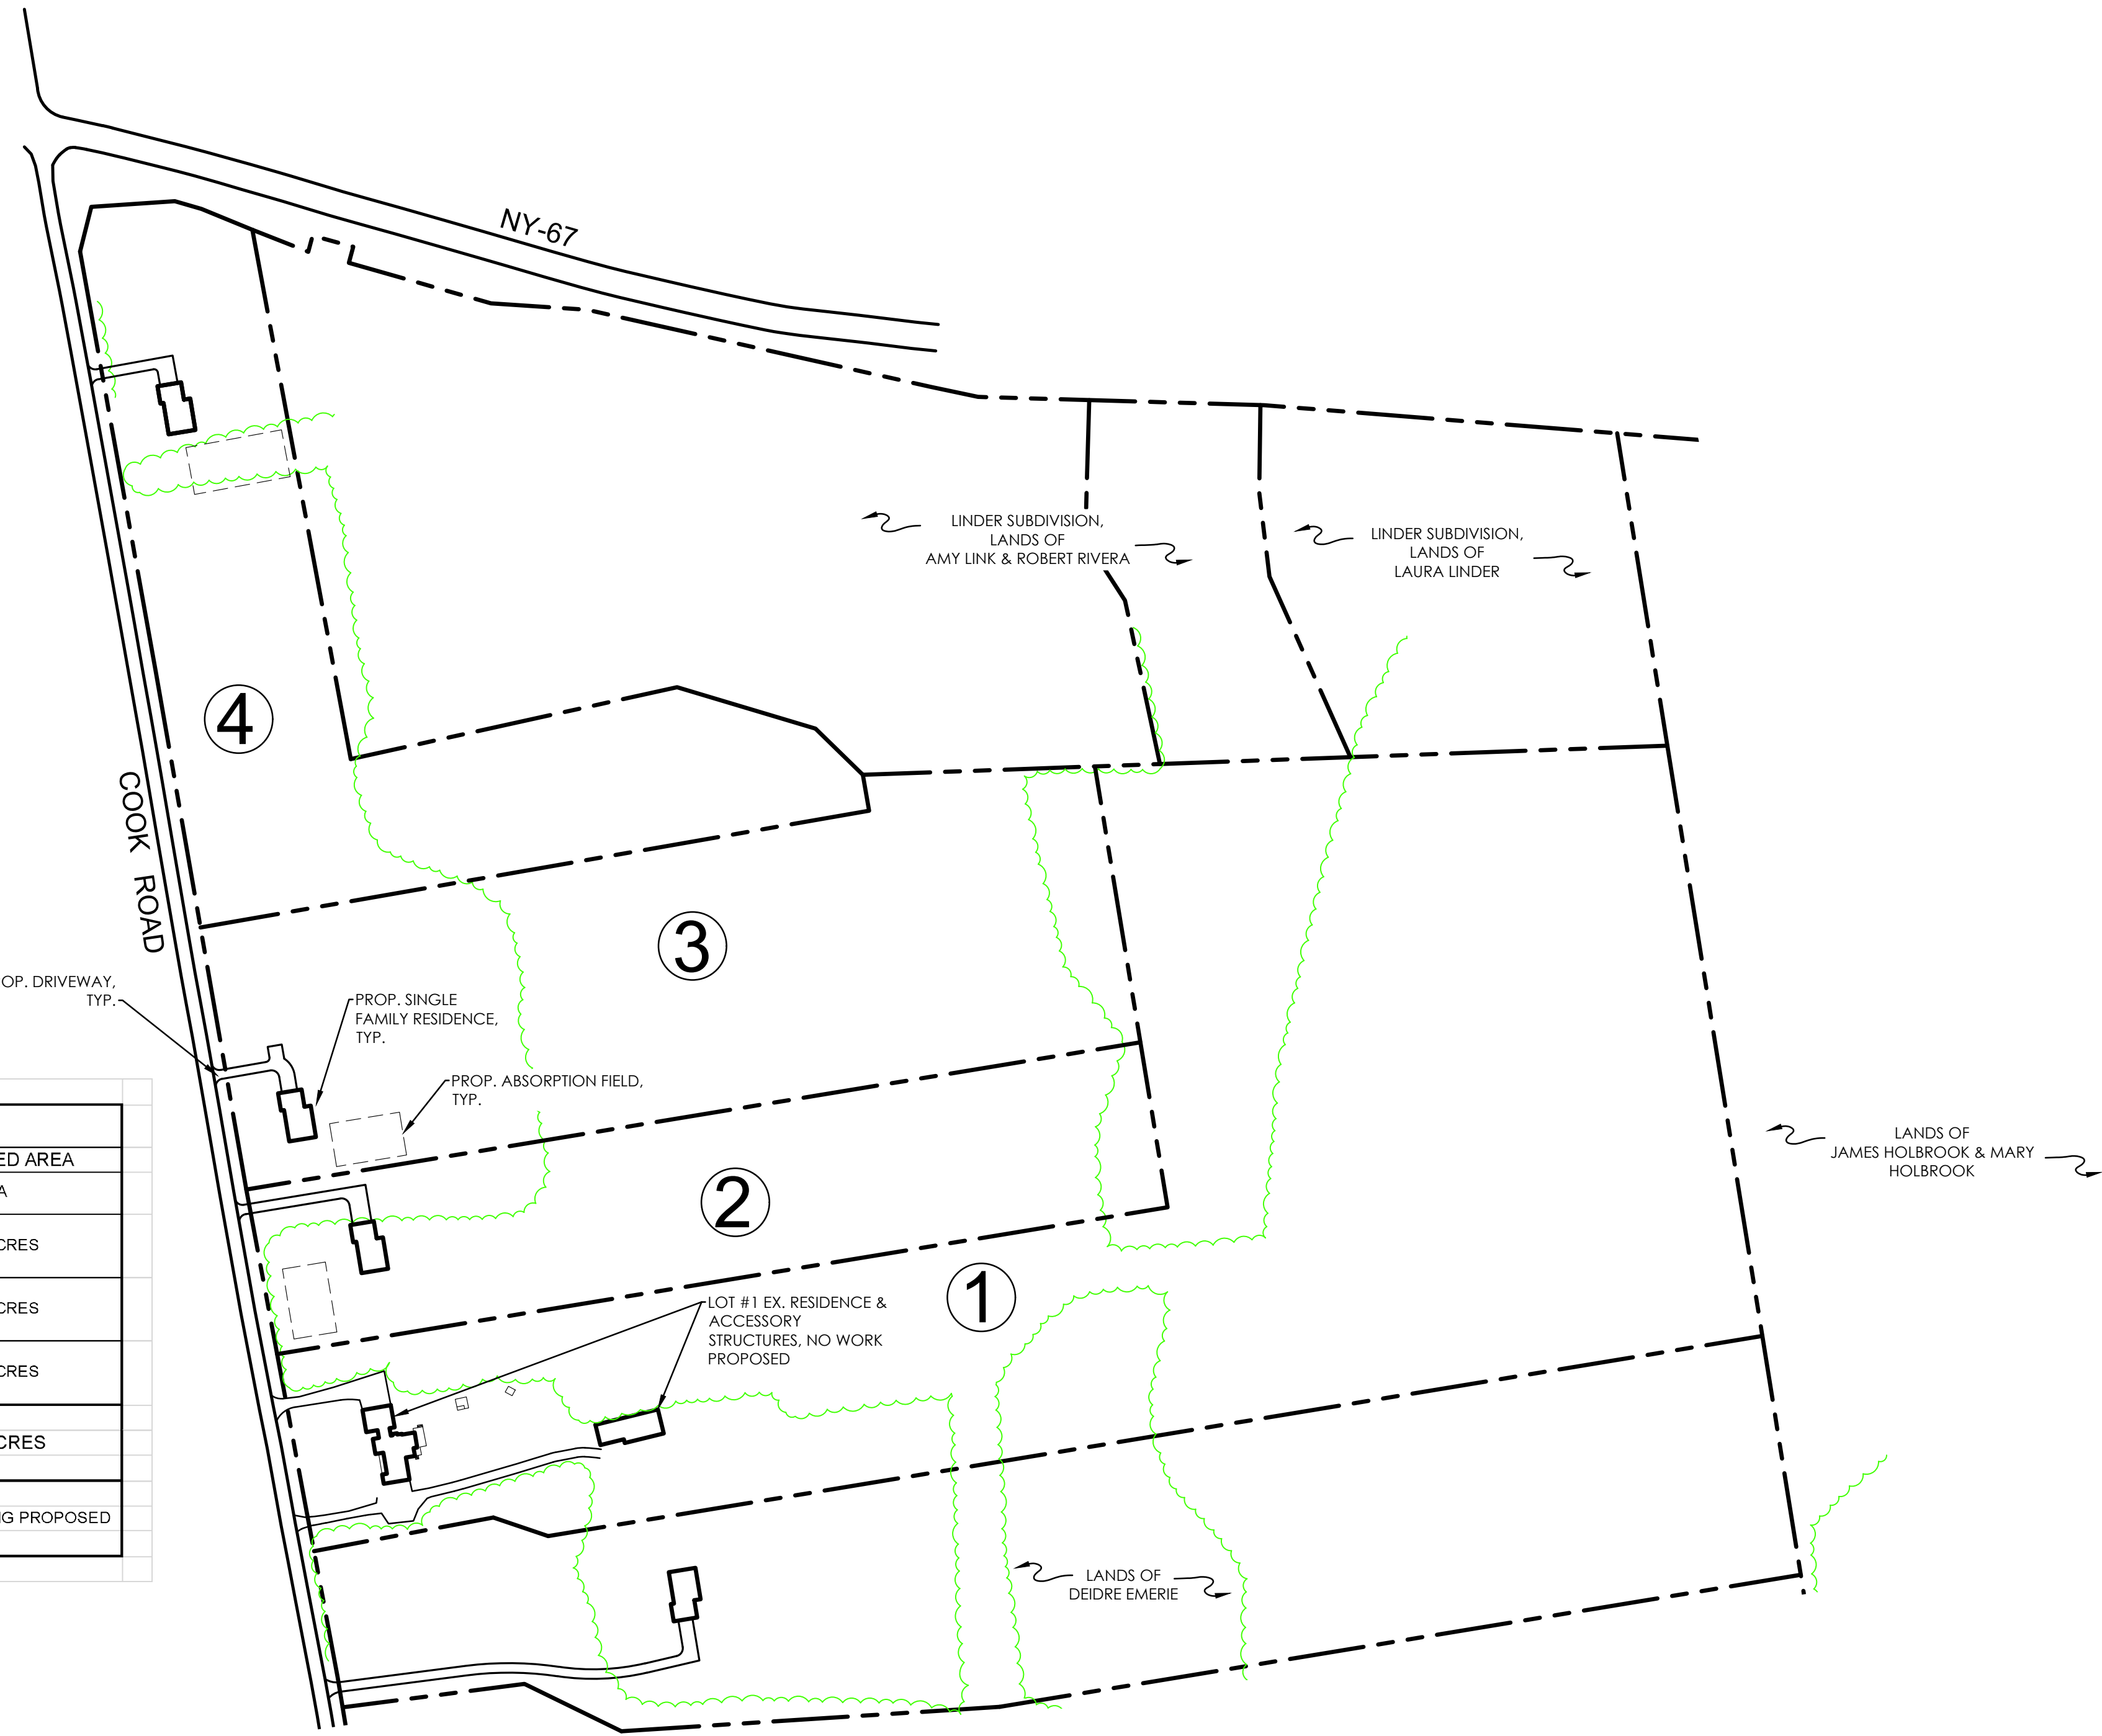 NY-67
LINDER SUBDIVISION,
LANDS OF
AMY LINK & ROBERT RIVERA
LINDER SUBDIVISION,
LANDS OF
LAURA LINDER
4
COOK ROAD
3
OP. DRIVEWAY,
TYP.
PROP. SINGLE
FAMILY RESIDENCE,
TYP.
PROP. ABSORPTION FIELD,
TYP.
ED AREA
A
CRES
CRES
CRES
CRES
NG PROPOSED
2
LANDS OF
JAMES HOLBROOK & MARY
HOLBROOK
1
LOT #1 EX. RESIDENCE &
ACCESSORY
STRUCTURES, NO WORK
PROPOSED
LANDS OF
DEIDRE EMERIE